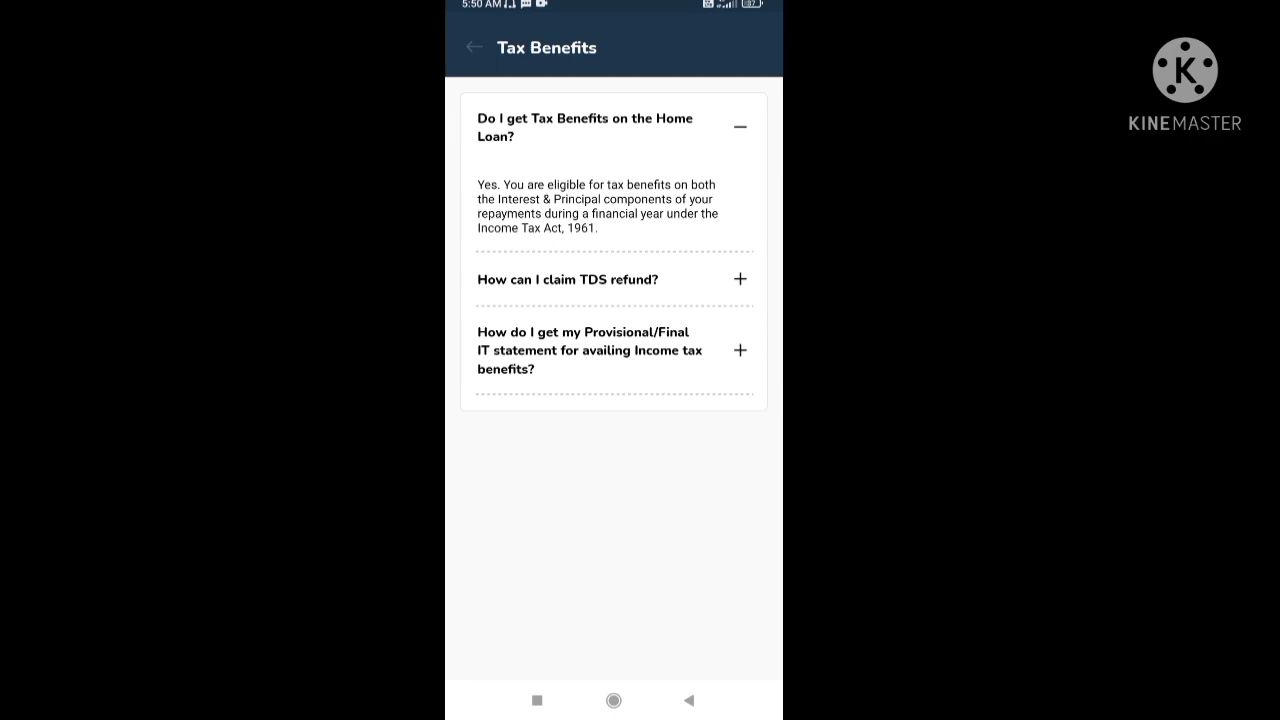 5:50 AM
87
Tax Benefits
Do I get Tax Benefits on the Home
Loan?
Yes. You are eligible for tax benefits on both
the Interest & Principal components of your
repayments during a financial year under the
Income Tax Act, 1961.
How can I claim TDS refund?
How do I get my Provisional/Final
IT statement for availing Income tax
benefits?
K
KINEMASTER